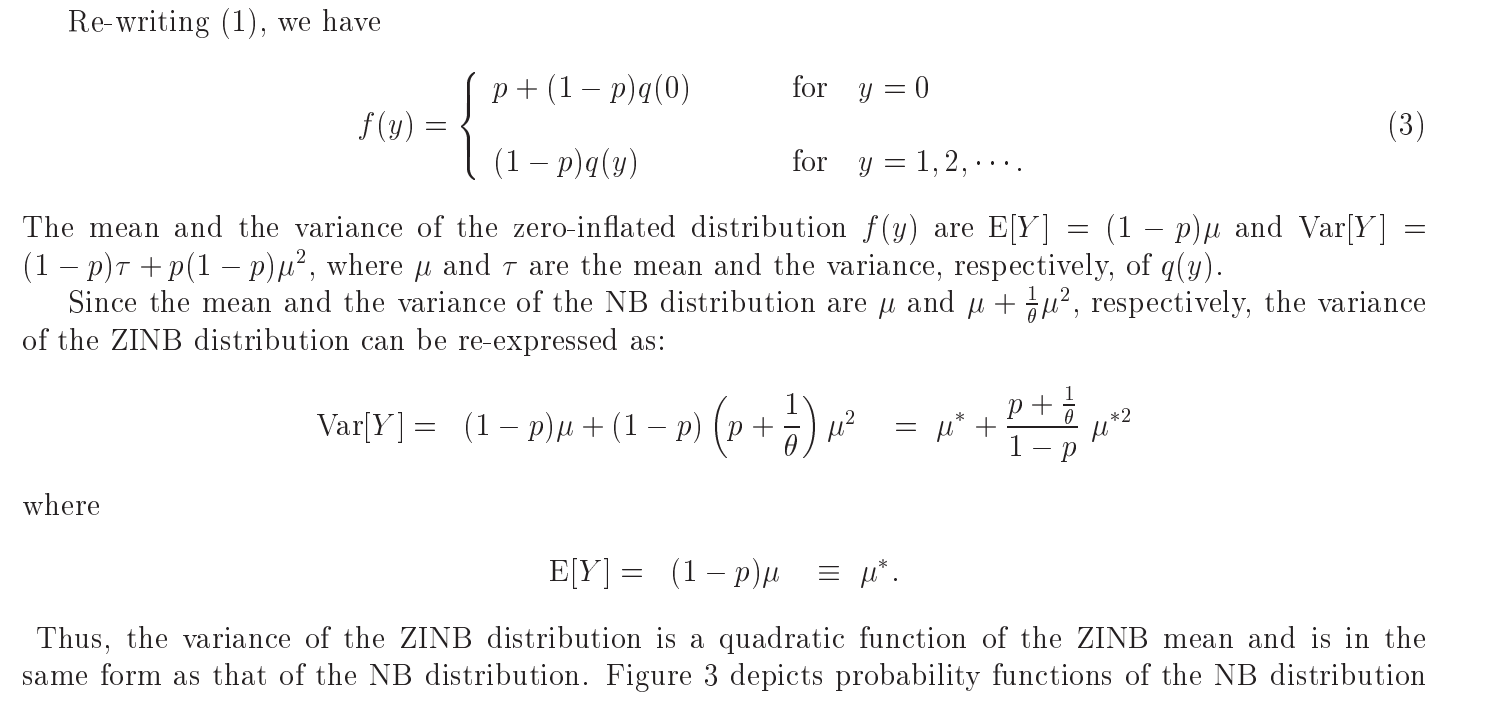 Re-writing (1), we have
f(y) = { p + (1 − p)q(0) for y = 0
(1 − p)q(y) for y = 1, 2, ⋯. (3)
The mean and the variance of the zero-inflated distribution f(y) are E[Y] = (1 − p)μ and Var[Y] =
(1 − p)τ + p(1 − p)μ², where μ and τ are the mean and the variance, respectively, of q(y).
Since the mean and the variance of the NB distribution are μ and μ + \frac{1}{θ}μ², respectively, the variance
of the ZINB distribution can be re-expressed as:
Var[Y] = (1 − p)μ + (1 − p) (p + \frac{1}{θ}) μ² = μ* + \frac{p + \frac{1}{θ}}{1 − p} μ*²
where
E[Y] = (1 − p)μ ≡ μ*.
Thus, the variance of the ZINB distribution is a quadratic function of the ZINB mean and is in the
same form as that of the NB distribution. Figure 3 depicts probability functions of the NB distribution